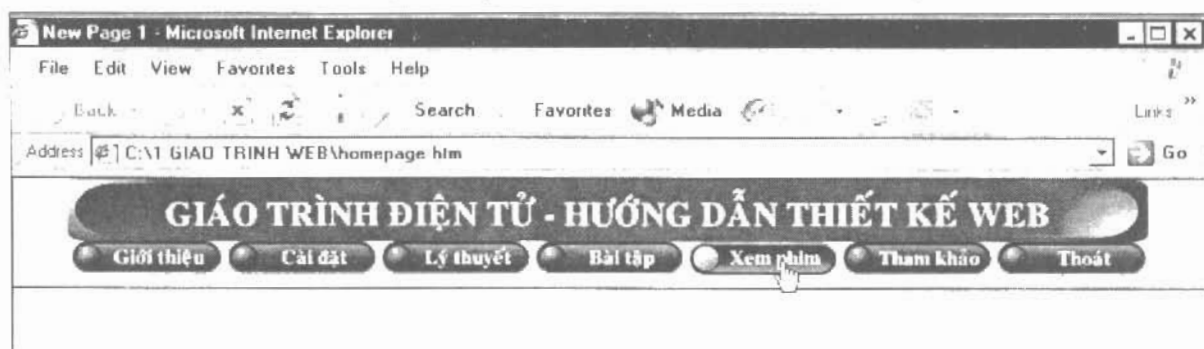 New Page 1 - Microsoft Internet Explorer
File Edit View Favorites Tools Help
Back Search Favorites Media Links »
Address C:\1 GIAO TRINH WEB\homepage htm Go
GIÁO TRÌNH ĐIỆN TỬ - HƯỚNG DẪN THIẾT KẾ WEB
Giới thiệu Cài đặt Lý thuyết Bài tập Xem phim Tham khảo Thoát